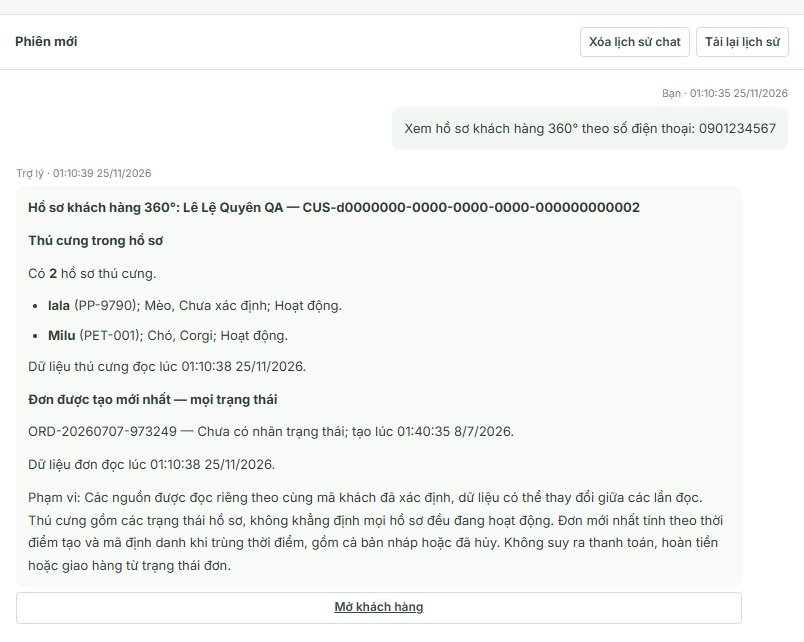 Phiên mới
Xóa lịch sử chat
Tải lại lịch sử
Bạn · 01:10:35 25/11/2026
Xem hồ sơ khách hàng 360° theo số điện thoại: 0901234567
Trợ lý · 01:10:39 25/11/2026
Hồ sơ khách hàng 360°: Lê Lệ Quyên QA — CUS-d0000000-0000-0000-0000-000000000002
Thú cưng trong hồ sơ
Có 2 hồ sơ thú cưng.
• lala (PP-9790); Mèo, Chưa xác định; Hoạt động.
• Milu (PET-001); Chó, Corgi; Hoạt động.
Dữ liệu thú cưng đọc lúc 01:10:38 25/11/2026.
Đơn được tạo mới nhất — mọi trạng thái
ORD-20260707-973249 — Chưa có nhãn trạng thái; tạo lúc 01:40:35 8/7/2026.
Dữ liệu đơn đọc lúc 01:10:38 25/11/2026.
Phạm vi: Các nguồn được đọc riêng theo cùng mã khách đã xác định, dữ liệu có thể thay đổi giữa các lần đọc.
Thú cưng gồm các trạng thái hồ sơ, không khẳng định mọi hồ sơ đều đang hoạt động. Đơn mới nhất tính theo thời
điểm tạo và mã định danh khi trùng thời điểm, gồm cả bản nháp hoặc đã hủy. Không suy ra thanh toán, hoàn tiền
hoặc giao hàng từ trạng thái đơn.
Mở khách hàng